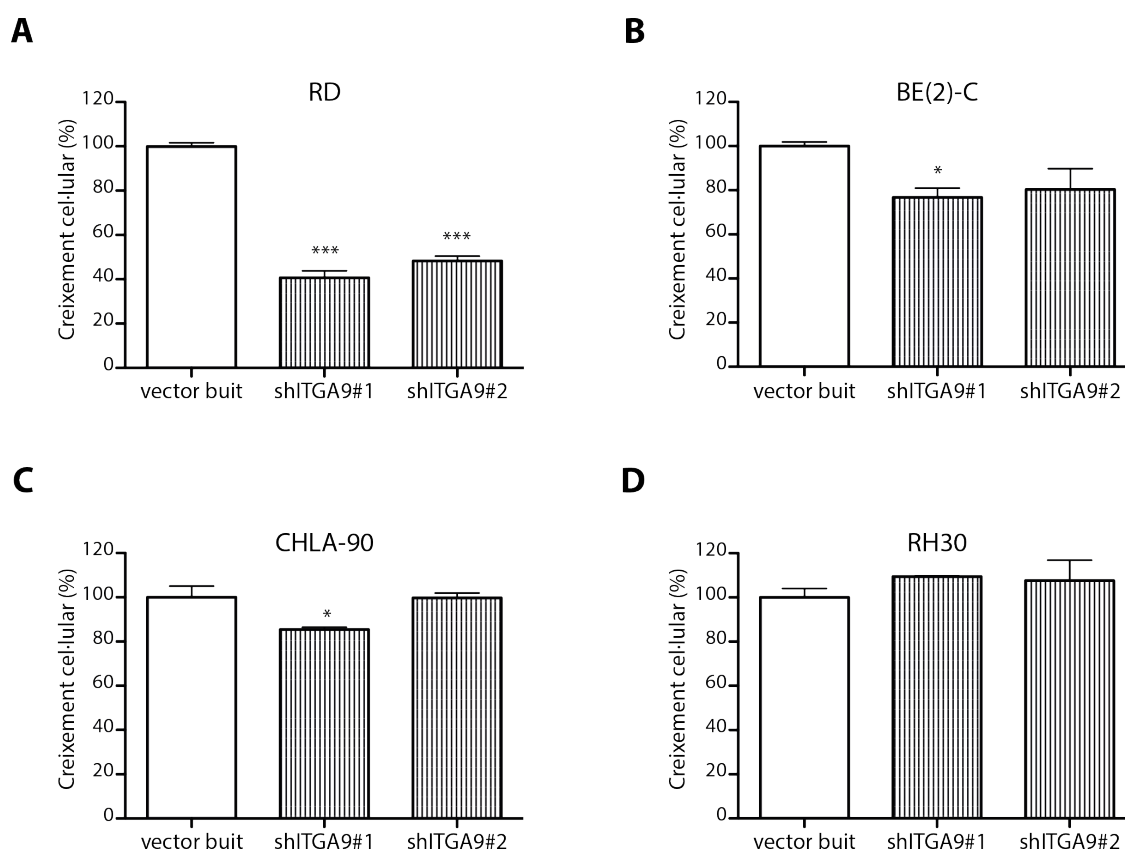 A
RD
Creixement cel·lular (%)
120
100
80
60
40
20
0
***
***
vector buit
shITGA9#1
shITGA9#2
B
BE(2)-C
Creixement cel·lular (%)
120
100
80
60
40
20
0
*
vector buit
shITGA9#1
shITGA9#2
C
CHLA-90
Creixement cel·lular (%)
120
100
80
60
40
20
0
*
vector buit
shITGA9#1
shITGA9#2
D
RH30
Creixement cel·lular (%)
120
100
80
60
40
20
0
vector buit
shITGA9#1
shITGA9#2